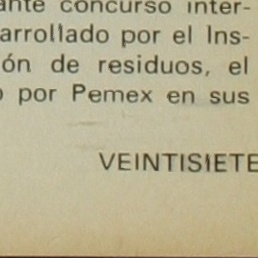 ante concurso inter-
arrollado por el Ins-
ón de residuos, el
o por Pemex en sus
VEINTISIETE